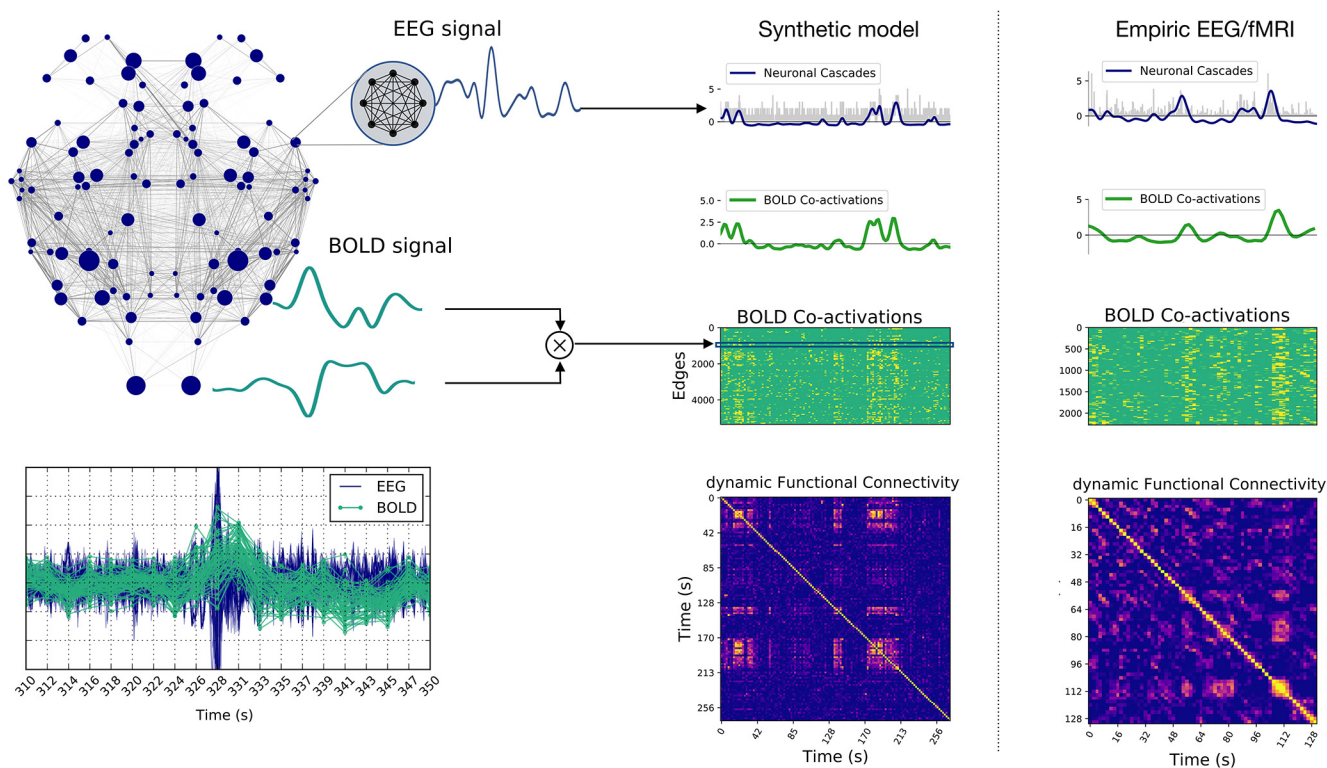 EEG signal
BOLD signal
EEG
BOLD
310 312 314 316 318 320 322 324 326 328 331 333 335 337 339 341 343 345 347 350
Time (s)
Synthetic model
Neuronal Cascades
5
0
BOLD Co-activations
5.0
2.5
0.0
BOLD Co-activations
Edges
0
2000
4000
dynamic Functional Connectivity
Time (s)
0
42
85
128
170
213
256
0 42 85 128 170 213 256
Time (s)
Empiric EEG/fMRI
Neuronal Cascades
5
0
BOLD Co-activations
5
0
BOLD Co-activations
0
500
1000
1500
2000
dynamic Functional Connectivity
0
16
32
48
64
80
96
112
128
0 16 32 48 64 80 96 112 128
Time (s)